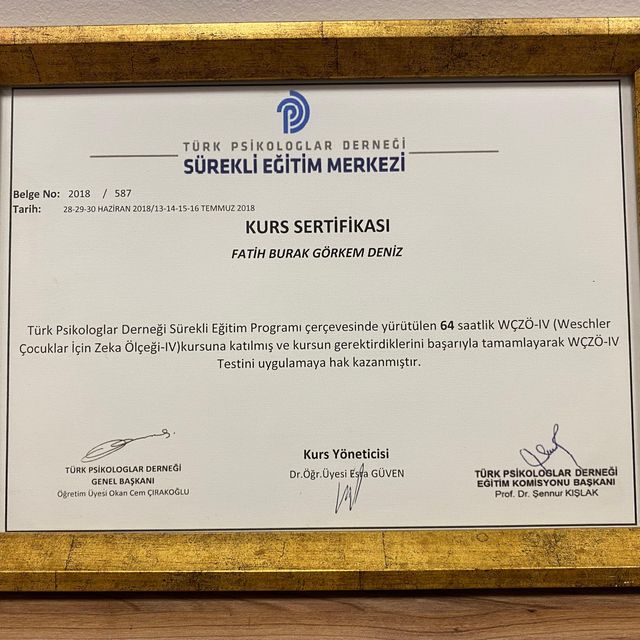 TÜRK PSİKOLOGLAR DERNEĞİ
SÜREKLİ EĞİTİM MERKEZİ
Belge No: 2018 / 587
Tarih: 28-29-30 HAZİRAN 2018/13-14-15-16 TEMMUZ 2018
KURS SERTİFİKASI
FATİH BURAK GÖRKEM DENİZ
Türk Psikologlar Derneği Sürekli Eğitim Programı çerçevesinde yürütülen 64 saatlik WÇZÖ-IV (Weschler
Çocuklar İçin Zeka Ölçeği-IV)kursuna katılmış ve kursun gerektirdiklerini başarıyla tamamlayarak WÇZÖ-IV
Testini uygulamaya hak kazanmıştır.
TÜRK PSİKOLOGLAR DERNEĞİ
GENEL BAŞKANI
Öğretim Üyesi Okan Cem ÇIRAKOĞLU
Kurs Yöneticisi
Dr.Öğr.Üyesi Esra GÜVEN
TÜRK PSİKOLOGLAR DERNEĞİ
EĞİTİM KOMİSYONU BAŞKANI
Prof. Dr. Şennur KIŞLAK